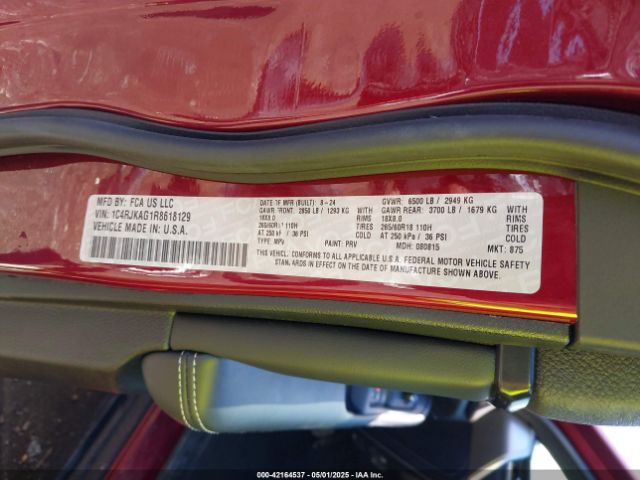 MFD BY: FCA US LLC
VIN: 1C4RJKAG1R8618129
VEHICLE MADE IN: U.S.A.
DATE OF MFR (BUILT) 8-24
GAWR FRONT: 2850 LB / 1293 KG
18X8.0 RIMS
265/60R18 110H TIRES
AT 250 kPa / 36 PSI COLD
TYPE: MPV PAINT: PRV
GVWR: 6500 LB / 2949 KG
GAWR REAR: 3700 LB / 1679 KG WITH
18X8.0 RIMS
265/60R18 110H TIRES
AT 250 kPa / 36 PSI COLD
MDH: 080815 MKT: 875
THIS VEHICLE CONFORMS TO ALL APPLICABLE U.S.A. FEDERAL MOTOR VEHICLE SAFETY
STANDARDS IN EFFECT ON THE DATE OF MANUFACTURE SHOWN ABOVE.
000-42164537 - 05/01/2025 - IAA Inc.